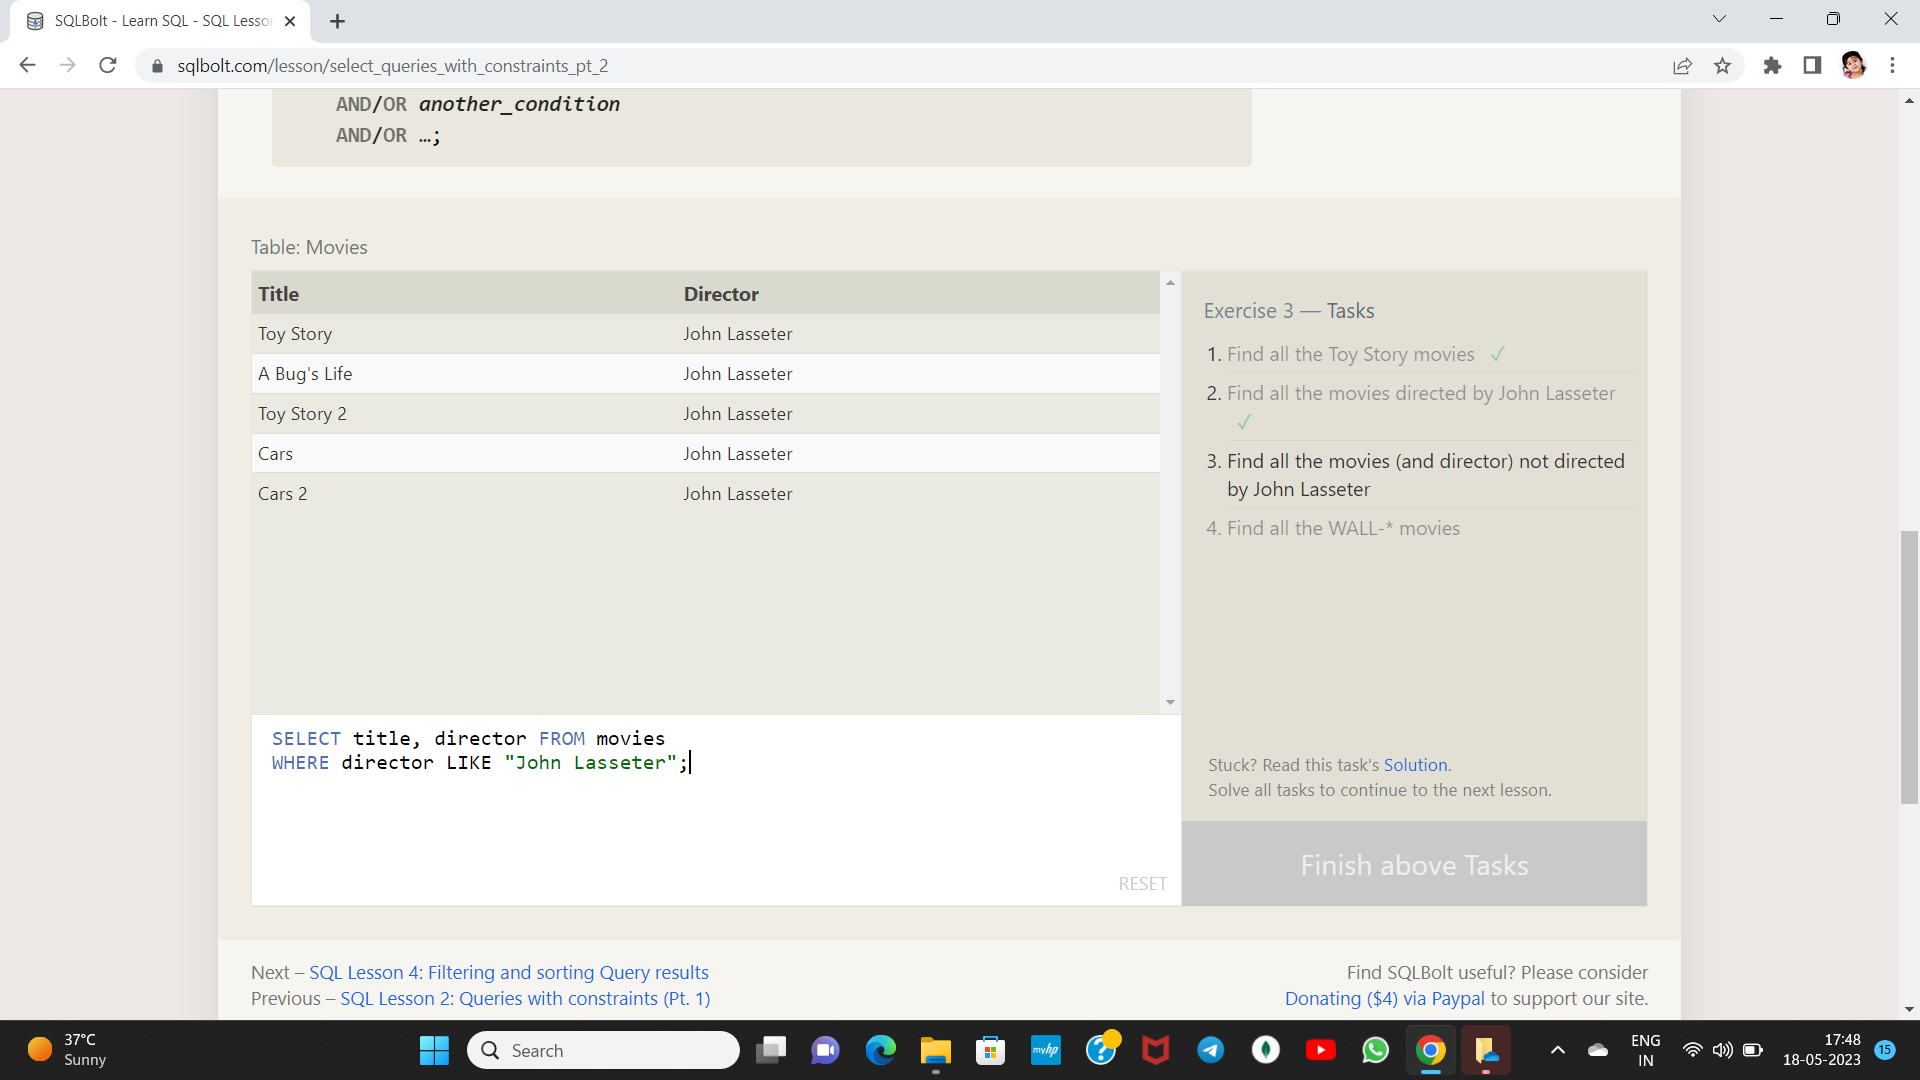 SQLBolt - Learn SQL - SQL Lesson
sqlbolt.com/lesson/select_queries_with_constraints_pt_2
AND/OR another_condition
AND/OR …;
Table: Movies
Title Director
Toy Story John Lasseter
A Bug's Life John Lasseter
Toy Story 2 John Lasseter
Cars John Lasseter
Cars 2 John Lasseter
SELECT title, director FROM movies
WHERE director LIKE "John Lasseter";
RESET
Exercise 3 — Tasks
1. Find all the Toy Story movies ✓
2. Find all the movies directed by John Lasseter
✓
3. Find all the movies (and director) not directed
by John Lasseter
4. Find all the WALL-* movies
Stuck? Read this task's Solution.
Solve all tasks to continue to the next lesson.
Finish above Tasks
Next – SQL Lesson 4: Filtering and sorting Query results
Previous – SQL Lesson 2: Queries with constraints (Pt. 1)
Find SQLBolt useful? Please consider
Donating ($4) via Paypal to support our site.
37°C
Sunny
Search
myhp
ENG
IN
17:48
18-05-2023
15